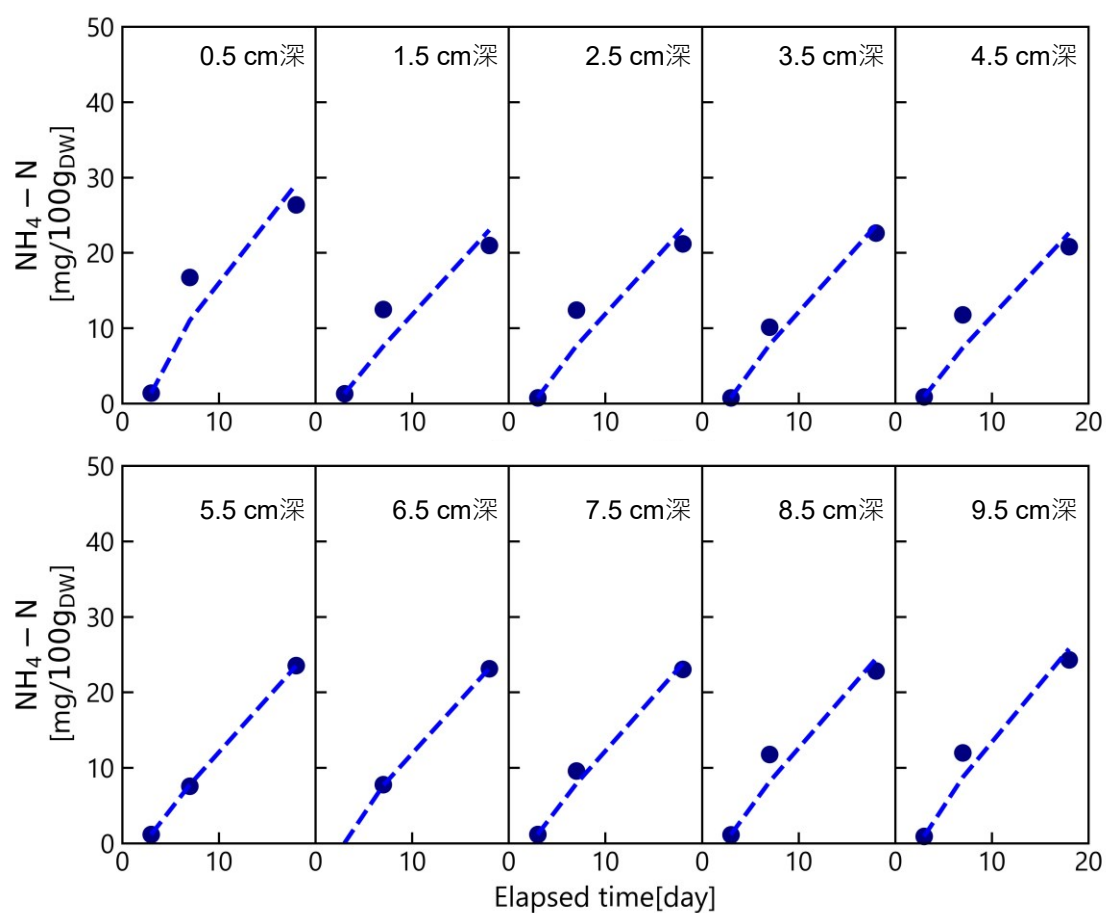 50
40
30
20
10
0
NH₄ − N
[mg/100g_DW]
0.5 cm深
1.5 cm深
2.5 cm深
3.5 cm深
4.5 cm深
0 10 0 10 0 10 0 10 0 10 20
50
40
30
20
10
0
NH₄ − N
[mg/100g_DW]
5.5 cm深
6.5 cm深
7.5 cm深
8.5 cm深
9.5 cm深
0 10 0 10 0 10 0 10 0 10 20
Elapsed time[day]